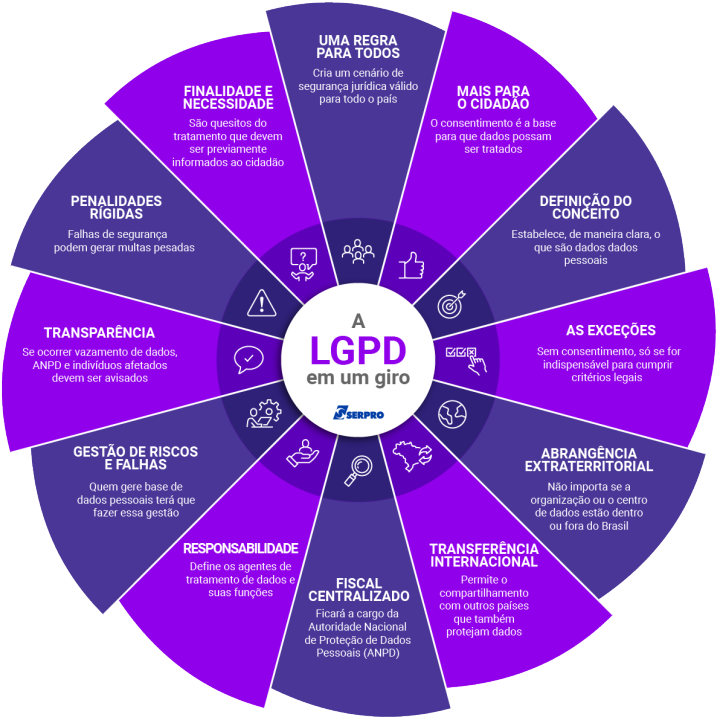 A
LGPD
em um giro
SERPRO
UMA REGRA
PARA TODOS
Cria um cenário de
segurança jurídica válido
para todo o país
MAIS PARA
O CIDADÃO
O consentimento é a base
para que dados possam
ser tratados
DEFINIÇÃO DO
CONCEITO
Estabelece, de maneira clara, o
que são dados dados
pessoais
AS EXCEÇÕES
Sem consentimento, só se for
indispensável para cumprir
critérios legais
ABRANGÊNCIA
EXTRATERRITORIAL
Não importa se a
organização ou o centro
de dados estão dentro
ou fora do Brasil
TRANSFERÊNCIA
INTERNACIONAL
Permite o
compartilhamento
com outros países
que também
protejam dados
FISCAL
CENTRALIZADO
Ficará a cargo da
Autoridade Nacional
de Proteção de Dados
Pessoais (ANPD)
RESPONSABILIDADE
Define os agentes de
tratamento de dados e
suas funções
GESTÃO DE RISCOS
E FALHAS
Quem gere base de
dados pessoais terá que
fazer essa gestão
TRANSPARÊNCIA
Se ocorrer vazamento de dados,
ANPD e indivíduos afetados
devem ser avisados
PENALIDADES
RÍGIDAS
Falhas de segurança
podem gerar multas pesadas
FINALIDADE E
NECESSIDADE
São quesitos do
tratamento que devem
ser previamente
informados ao cidadão
?